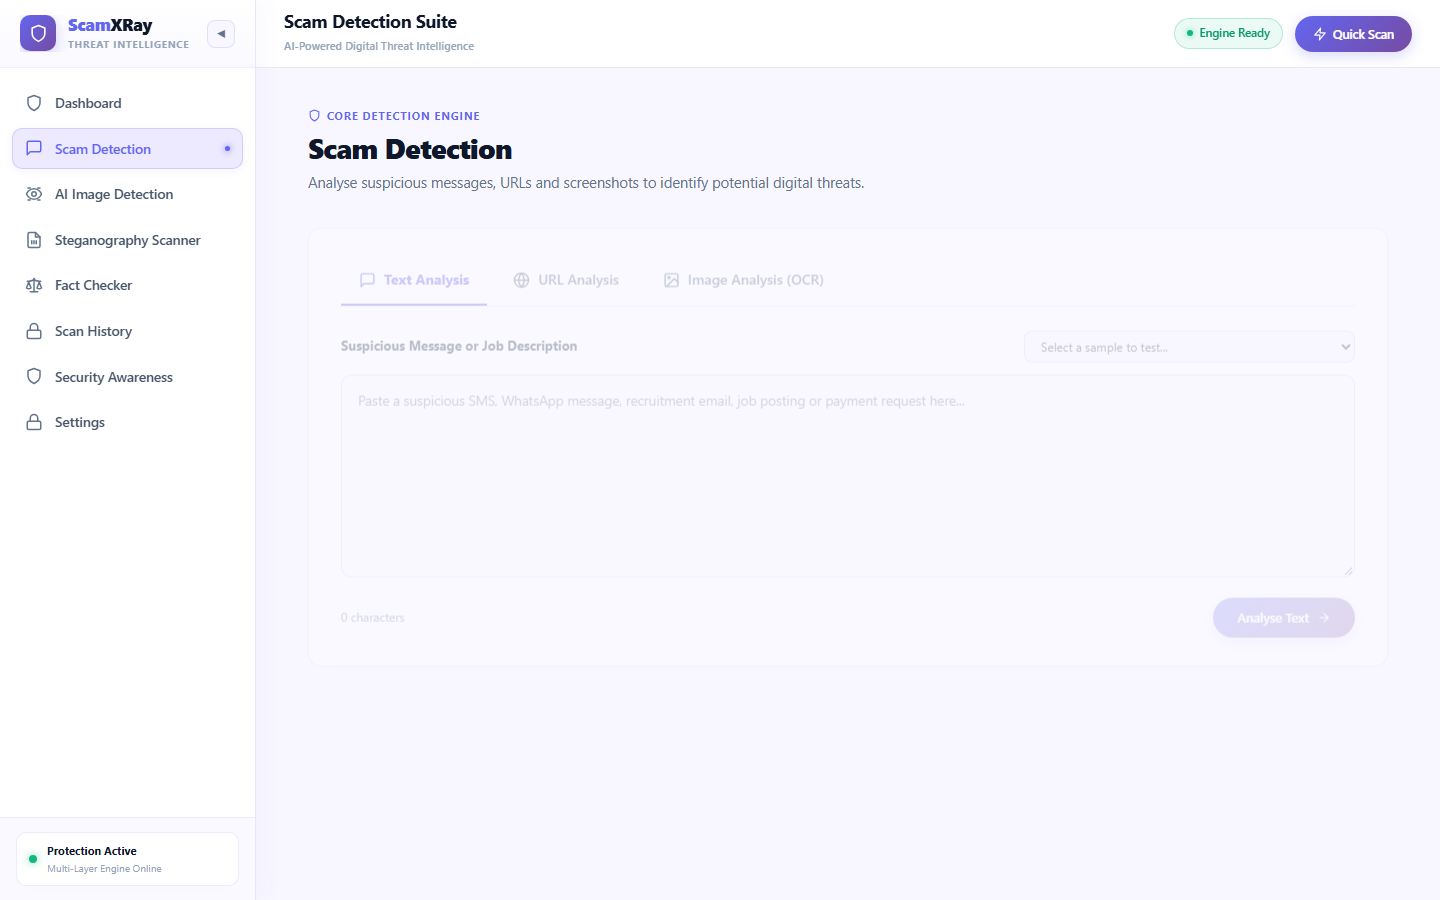 ScamXRay
THREAT INTELLIGENCE
Dashboard
Scam Detection
AI Image Detection
Steganography Scanner
Fact Checker
Scan History
Security Awareness
Settings
Protection Active
Multi-Layer Engine Online
Scam Detection Suite
AI-Powered Digital Threat Intelligence
Engine Ready
Quick Scan
CORE DETECTION ENGINE
Scam Detection
Analyse suspicious messages, URLs and screenshots to identify potential digital threats.
Text Analysis
URL Analysis
Image Analysis (OCR)
Suspicious Message or Job Description
Select a sample to test...
Paste a suspicious SMS, WhatsApp message, recruitment email, job posting or payment request here...
0 characters
Analyse Text